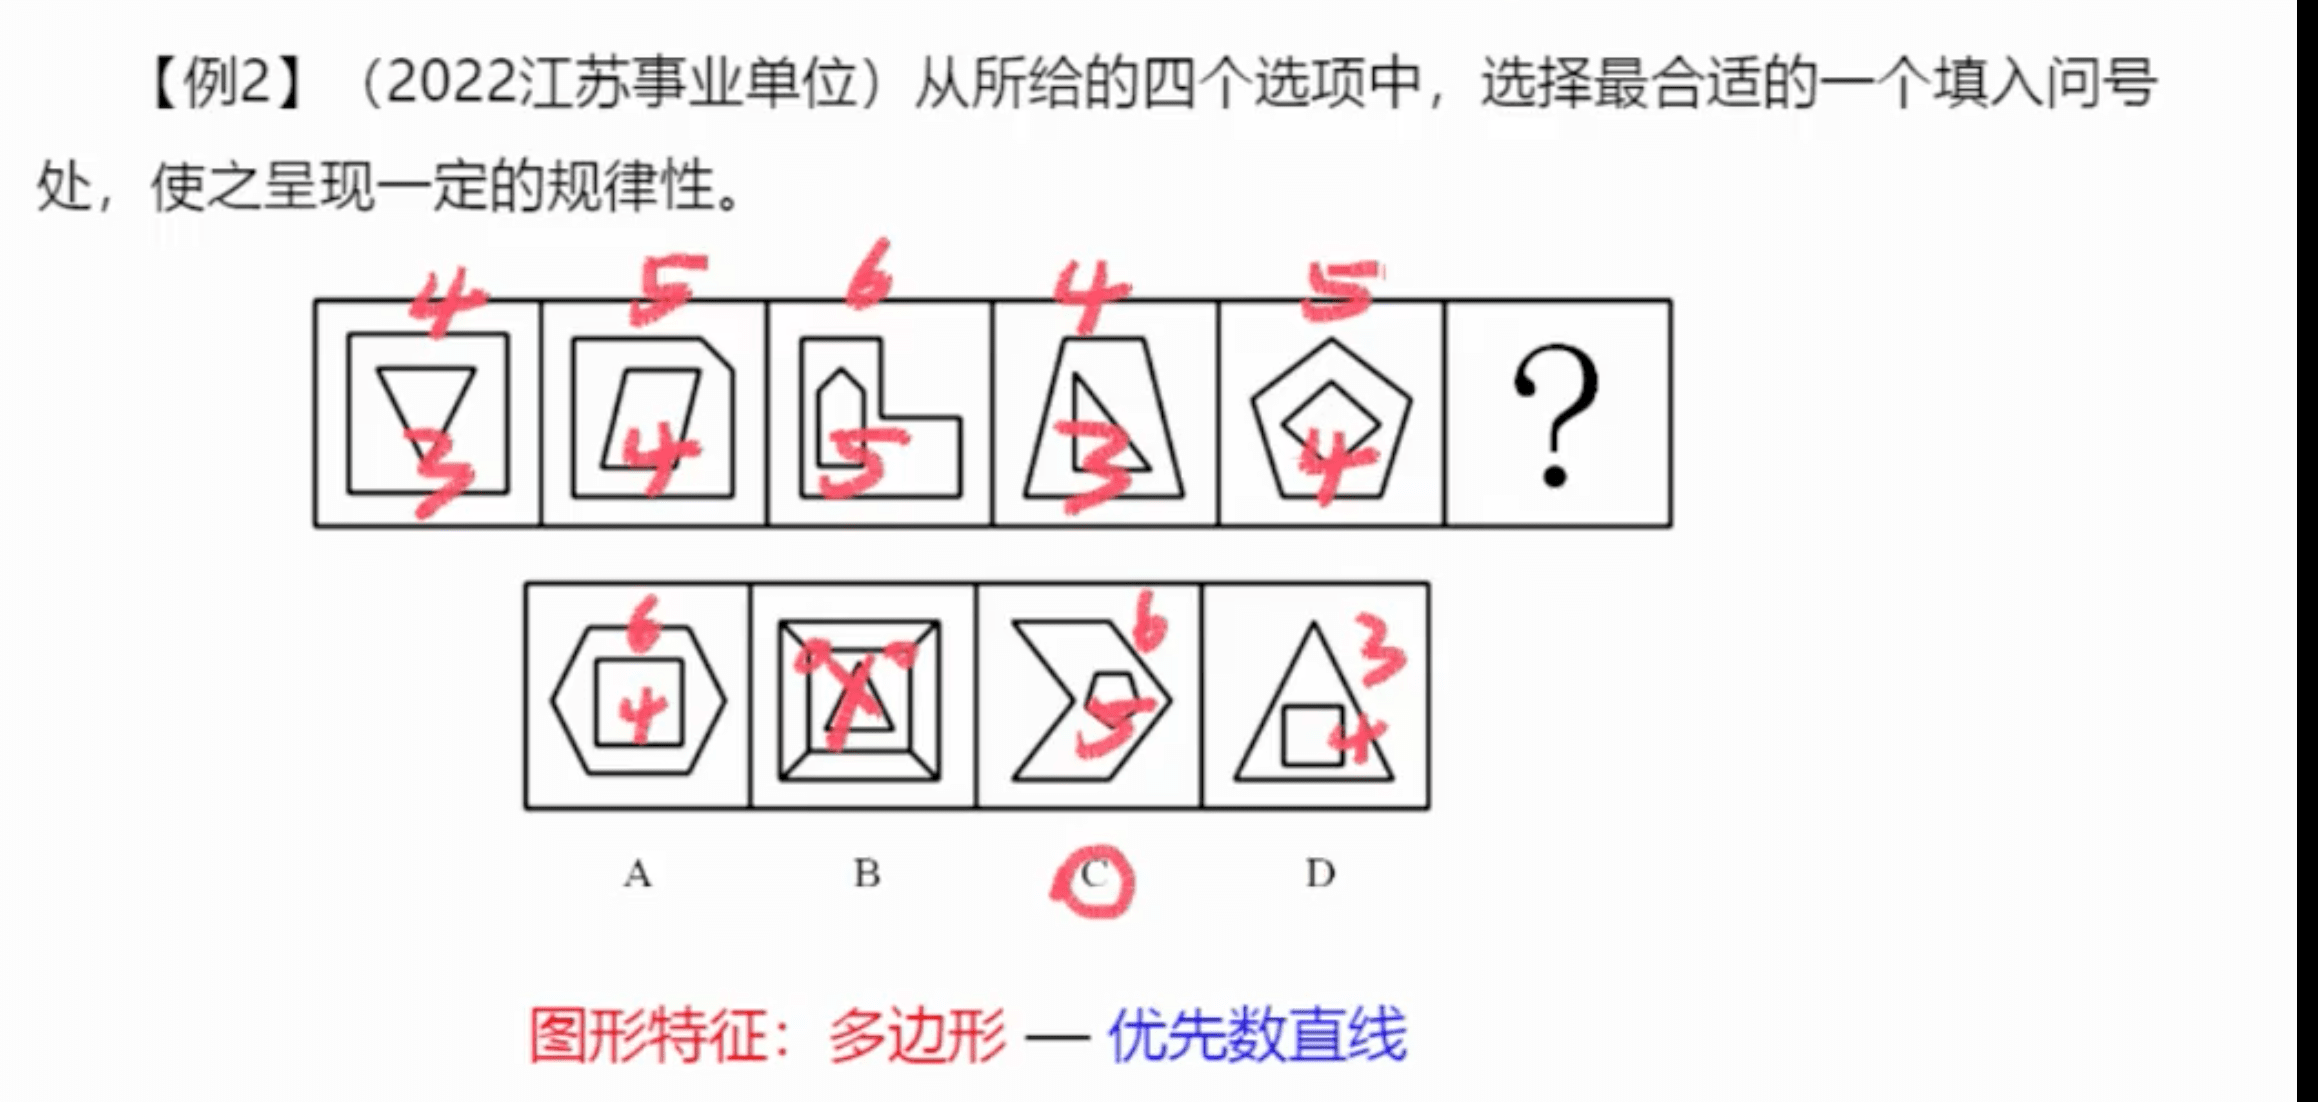 【例2】（2022江苏事业单位）从所给的四个选项中，选择最合适的一个填入问号
处，使之呈现一定的规律性。
4 5 6 4 5
3 4 5 3 4 ?
6 6 3
4 X 5 4
A B C D
图形特征：多边形 — 优先数直线